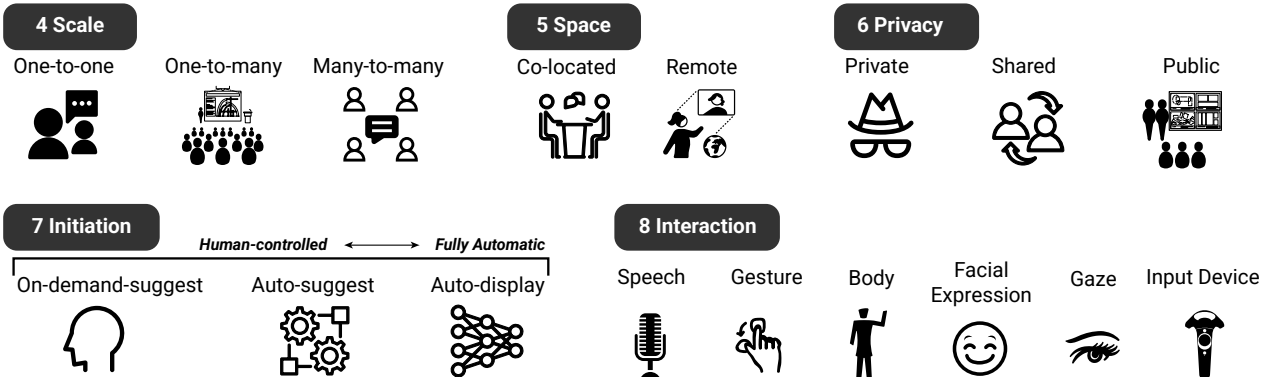 4 Scale
One-to-one
One-to-many
Many-to-many
5 Space
Co-located
Remote
6 Privacy
Private
Shared
Public
7 Initiation
Human-controlled
Fully Automatic
On-demand-suggest
Auto-suggest
Auto-display
8 Interaction
Speech
Gesture
Body
Facial
Expression
Gaze
Input Device